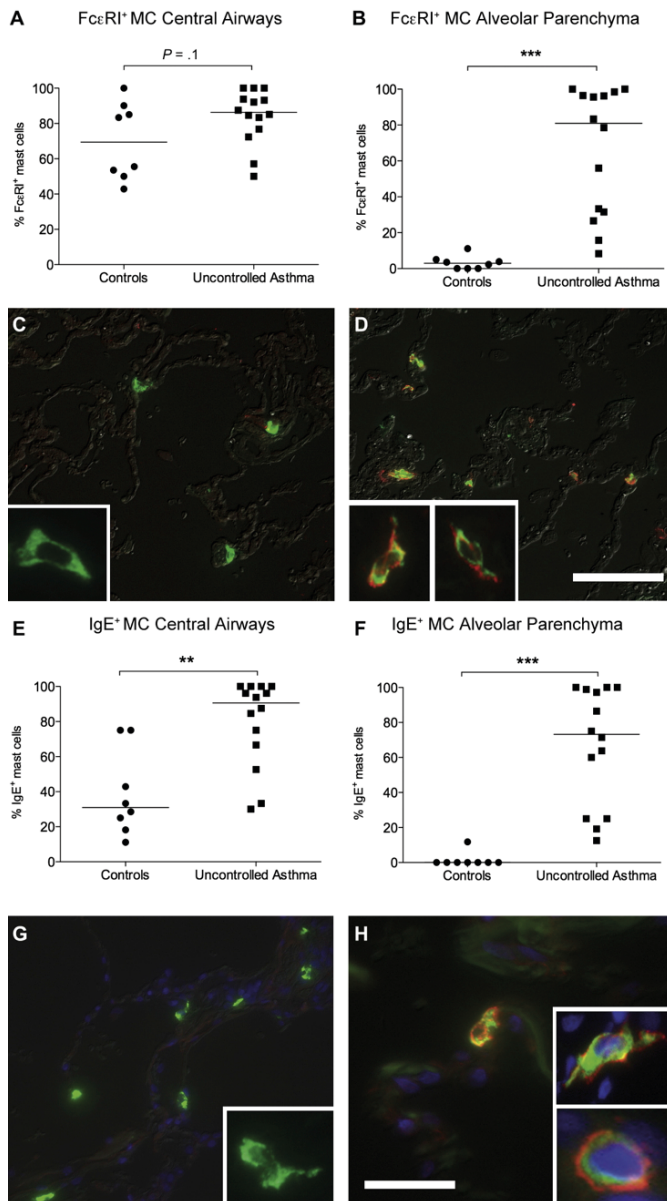 A
FcεRI⁺ MC Central Airways
P = .1
% FcεRI⁺ mast cells
100
80
60
40
20
0
Controls
Uncontrolled Asthma
B
FcεRI⁺ MC Alveolar Parenchyma
***
% FcεRI⁺ mast cells
100
80
60
40
20
0
Controls
Uncontrolled Asthma
C
D
E
IgE⁺ MC Central Airways
**
% IgE⁺ mast cells
100
80
60
40
20
0
Controls
Uncontrolled Asthma
F
IgE⁺ MC Alveolar Parenchyma
***
% IgE⁺ mast cells
100
80
60
40
20
0
Controls
Uncontrolled Asthma
G
H